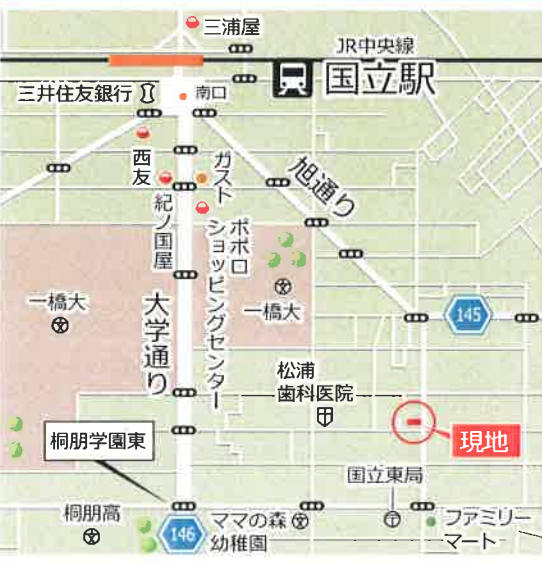 三浦屋
JR中央線
国立駅
三井住友銀行
南口
西友
ガスト
旭通り
紀ノ国屋
ポポロ
ショッピングセンター
一橋大
一橋大
大学通り
145
松浦
歯科医院
現地
桐朋学園東
国立東局
桐朋高
146
ママの森
幼稚園
ファミリー
マート